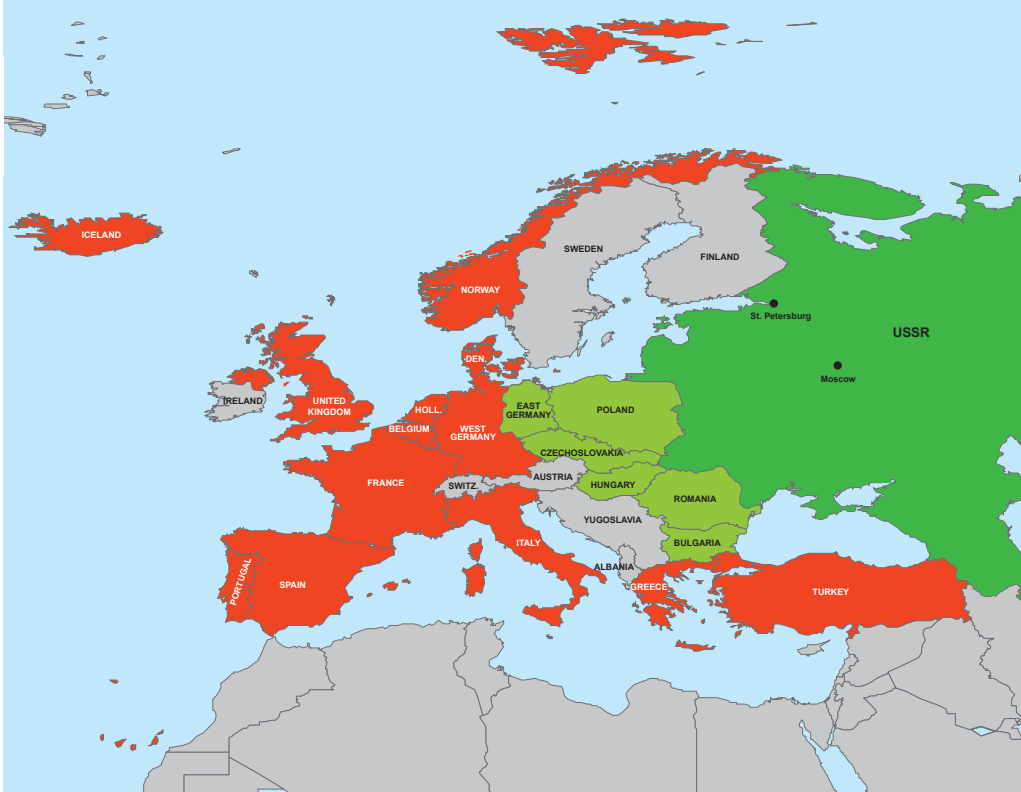 ICELAND
SWEDEN
FINLAND
NORWAY
St. Petersburg
USSR
DEN.
Moscow
IRELAND
UNITED
KINGDOM
HOLL.
BELGIUM
WEST
GERMANY
EAST
GERMANY
POLAND
CZECHOSLOVAKIA
FRANCE
SWITZ.
AUSTRIA
HUNGARY
ROMANIA
YUGOSLAVIA
ITALY
BULGARIA
ALBANIA
PORTUGAL
SPAIN
GREECE
TURKEY